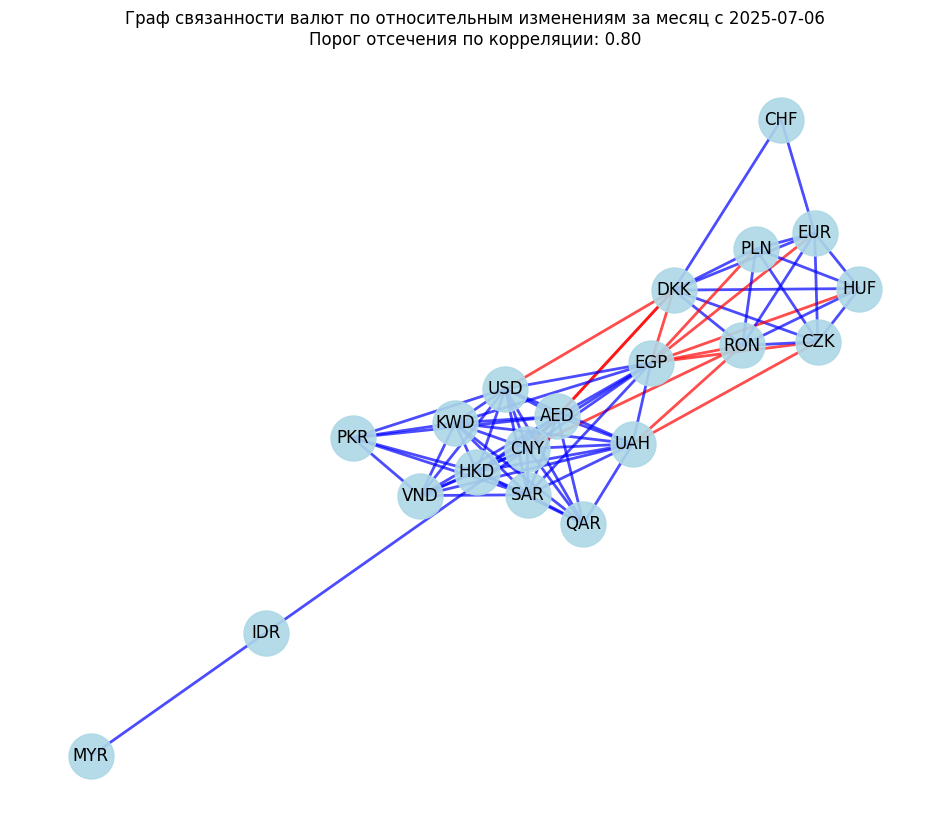 Граф связанности валют по относительным изменениям за месяц с 2025-07-06
Порог отсечения по корреляции: 0.80
CHF
EUR
PLN
DKK
HUF
RON
CZK
EGP
USD
AED
KWD
PKR
CNY
UAH
HKD
VND
SAR
QAR
IDR
MYR